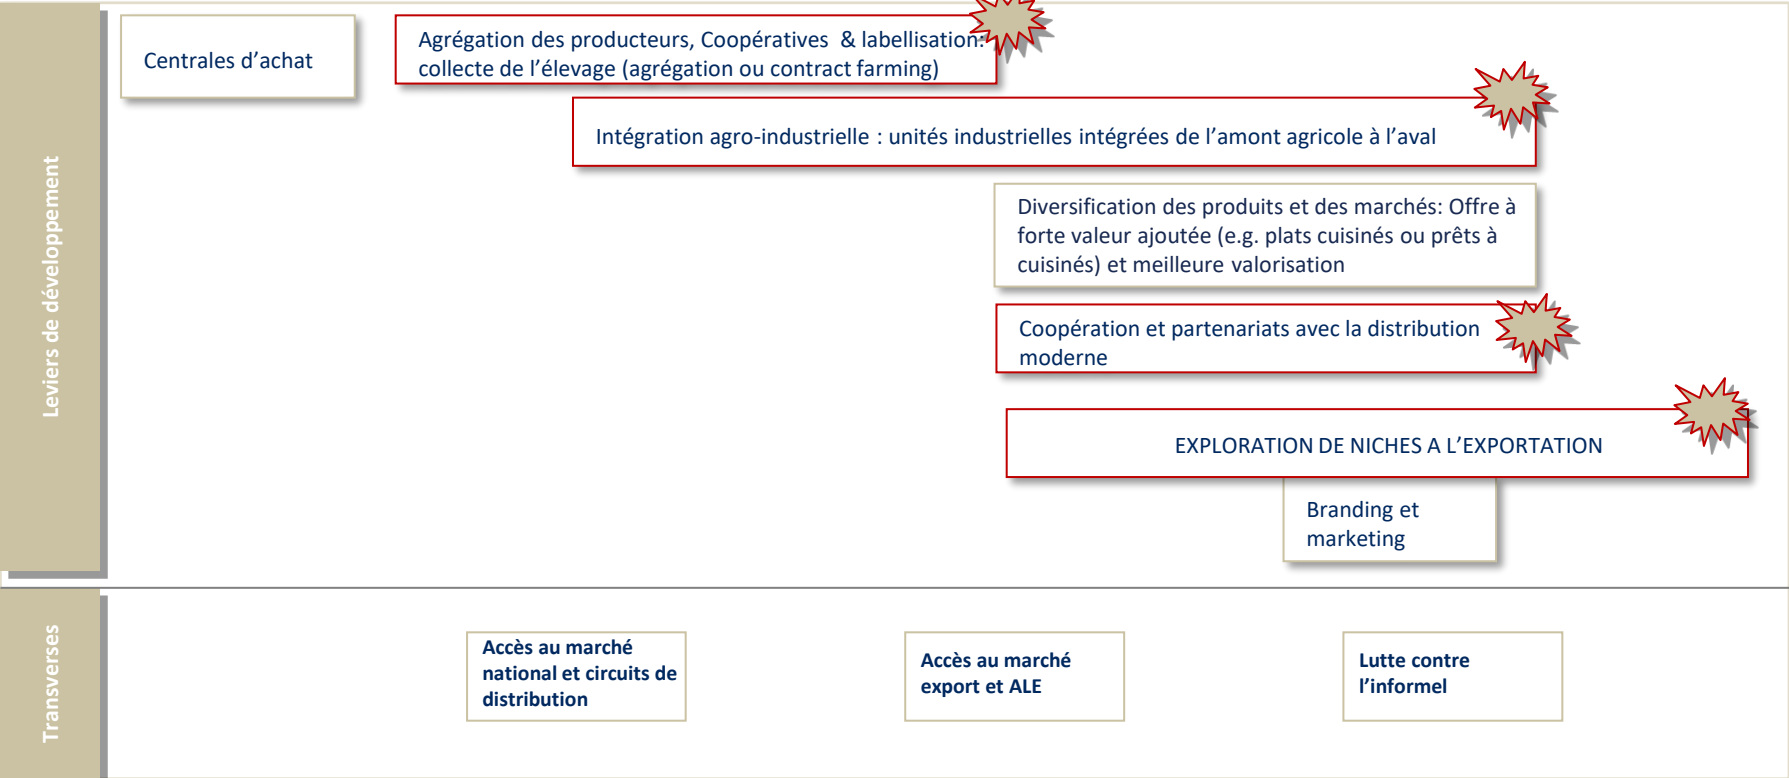 Leviers de développement
Centrales d’achat
Agrégation des producteurs, Coopératives & labellisation:
collecte de l’élevage (agrégation ou contract farming)
Intégration agro-industrielle : unités industrielles intégrées de l’amont agricole à l’aval
Diversification des produits et des marchés: Offre à
forte valeur ajoutée (e.g. plats cuisinés ou prêts à
cuisinés) et meilleure valorisation
Coopération et partenariats avec la distribution
moderne
EXPLORATION DE NICHES A L’EXPORTATION
Branding et
marketing
Transverses
Accès au marché
national et circuits de
distribution
Accès au marché
export et ALE
Lutte contre
l’informel